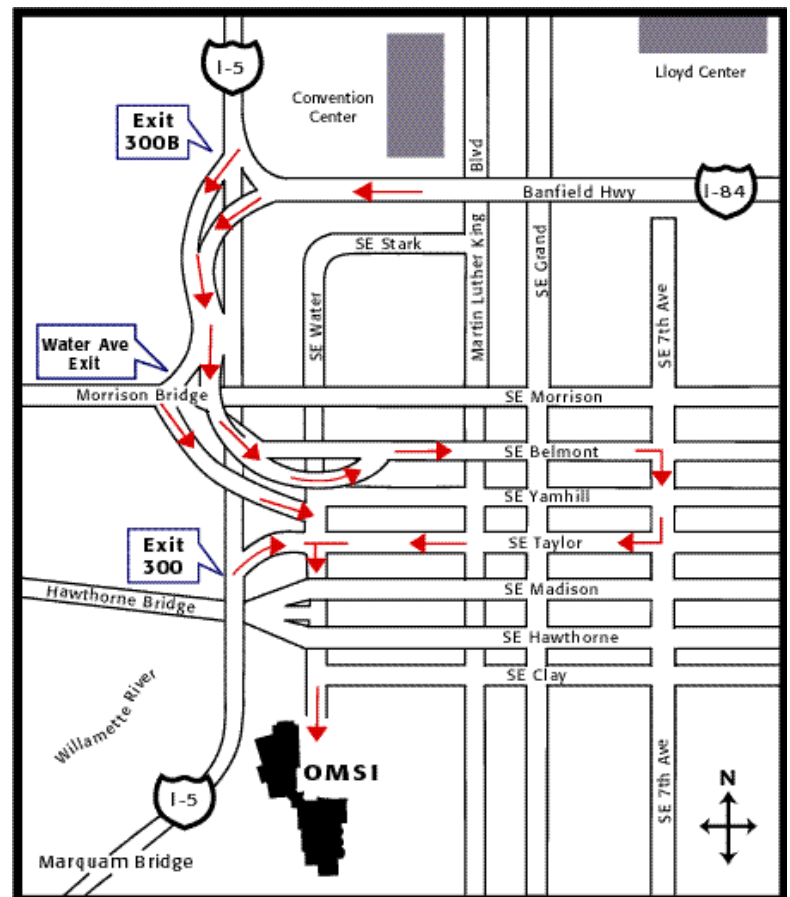 I-5
Lloyd Center
Convention
Center
Exit
300B
Blvd
Banfield Hwy
I-84
SE Stark
SE Grand
SE Water
Martin Luther King
SE 7th Ave
Water Ave
Exit
Morrison Bridge
SE Morrison
SE Belmont
SE Yamhill
Exit
300
SE Taylor
SE Madison
Hawthorne Bridge
SE Hawthorne
SE Clay
Willamette River
OMSI
SE 7th Ave
N
I-5
Marquam Bridge